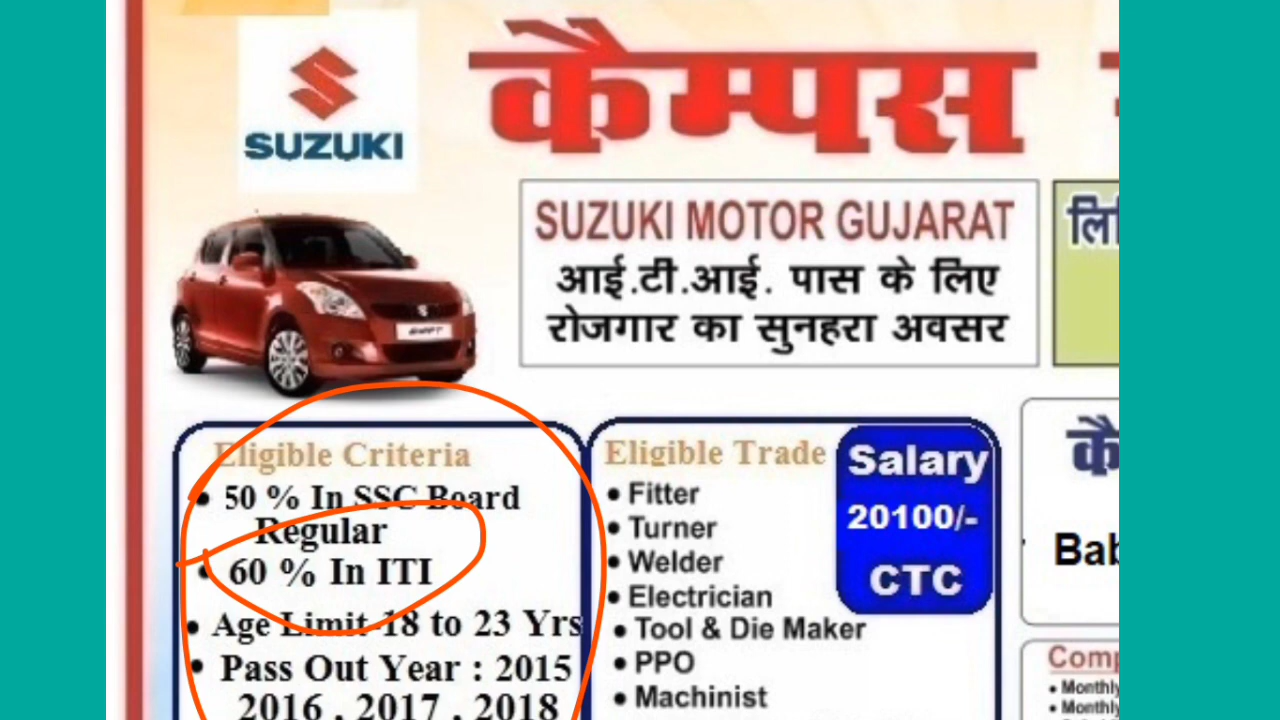 SUZUKI
कैम्पस
SUZUKI MOTOR GUJARAT
आई.टी.आई. पास के लिए
रोजगार का सुनहरा अवसर
Eligible Criteria
• 50 % In SSC Board
Regular
• 60 % In ITI
• Age Limit-18 to 23 Yrs
• Pass Out Year : 2015
2016 , 2017 , 2018
Eligible Trade
• Fitter
• Turner
• Welder
• Electrician
• Tool & Die Maker
• PPO
• Machinist
Salary
20100/-
CTC
• Monthly
• Monthly